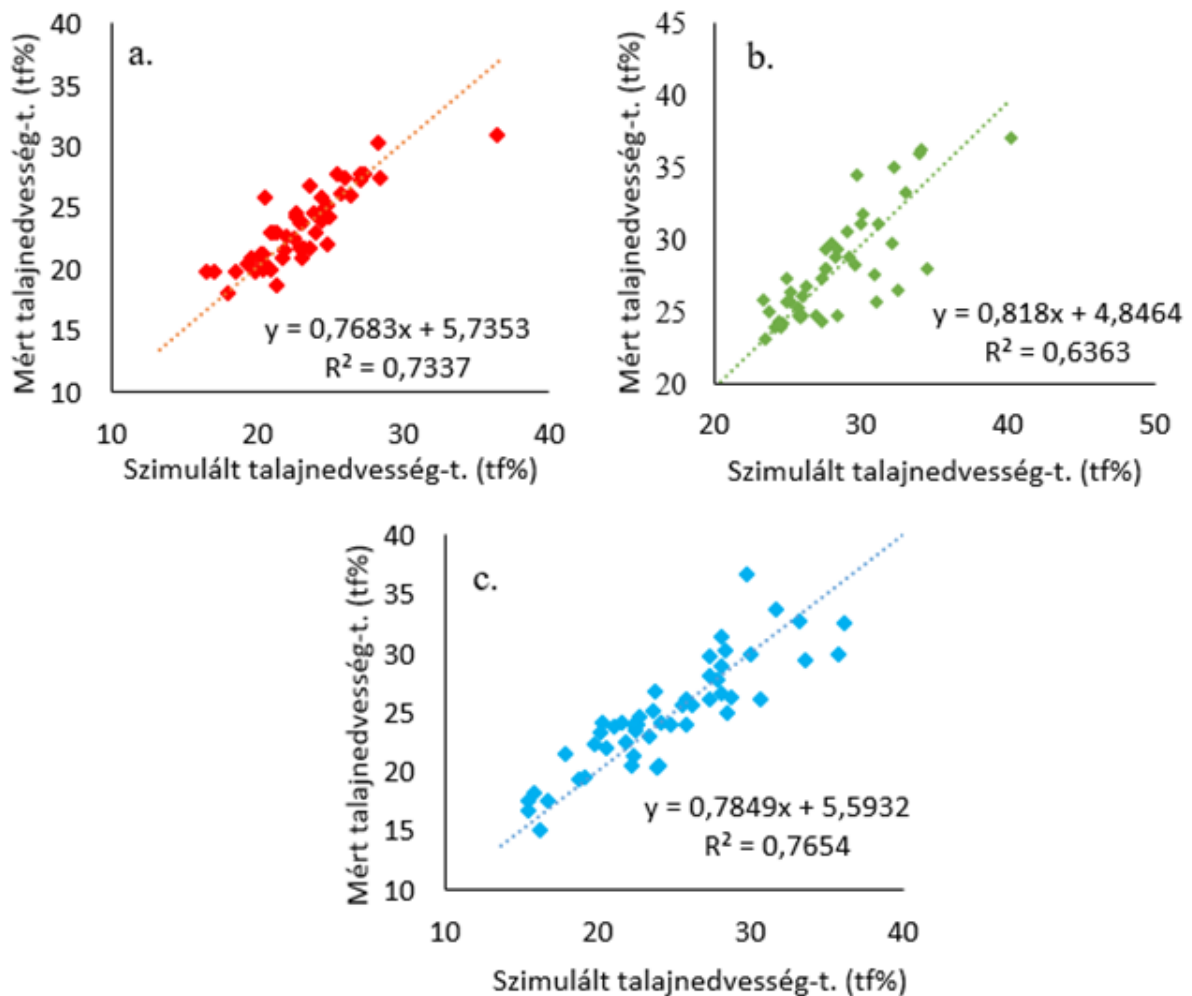 a.
Mért talajnedvesség-t. (tf%)
40
35
30
25
20
15
10
y = 0,7683x + 5,7353
R² = 0,7337
10 20 30 40
Szimulált talajnedvesség-t. (tf%)
b.
Mért talajnedvesség-t. (tf%)
45
40
35
30
25
20
y = 0,818x + 4,8464
R² = 0,6363
20 30 40 50
Szimulált talajnedvesség-t. (tf%)
c.
Mért talajnedvesség-t. (tf%)
40
35
30
25
20
15
10
y = 0,7849x + 5,5932
R² = 0,7654
10 20 30 40
Szimulált talajnedvesség-t. (tf%)